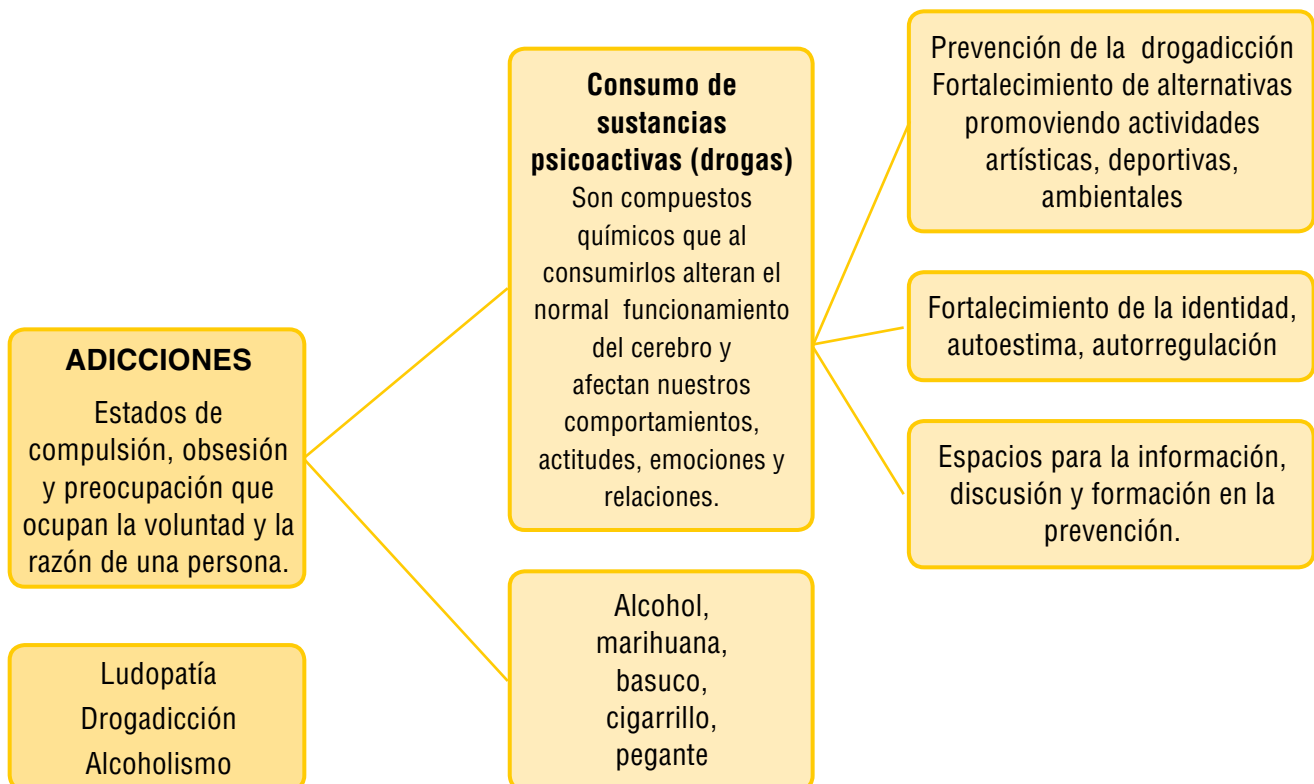 ADICCIONES
Estados de
compulsión, obsesión
y preocupación que
ocupan la voluntad y la
razón de una persona.
Ludopatía
Drogadicción
Alcoholismo
Consumo de
sustancias
psicoactivas (drogas)
Son compuestos
químicos que al
consumirlos alteran el
normal funcionamiento
del cerebro y
afectan nuestros
comportamientos,
actitudes, emociones y
relaciones.
Alcohol,
marihuana,
basuco,
cigarrillo,
pegante
Prevención de la drogadicción
Fortalecimiento de alternativas
promoviendo actividades
artísticas, deportivas,
ambientales
Fortalecimiento de la identidad,
autoestima, autorregulación
Espacios para la información,
discusión y formación en la
prevención.